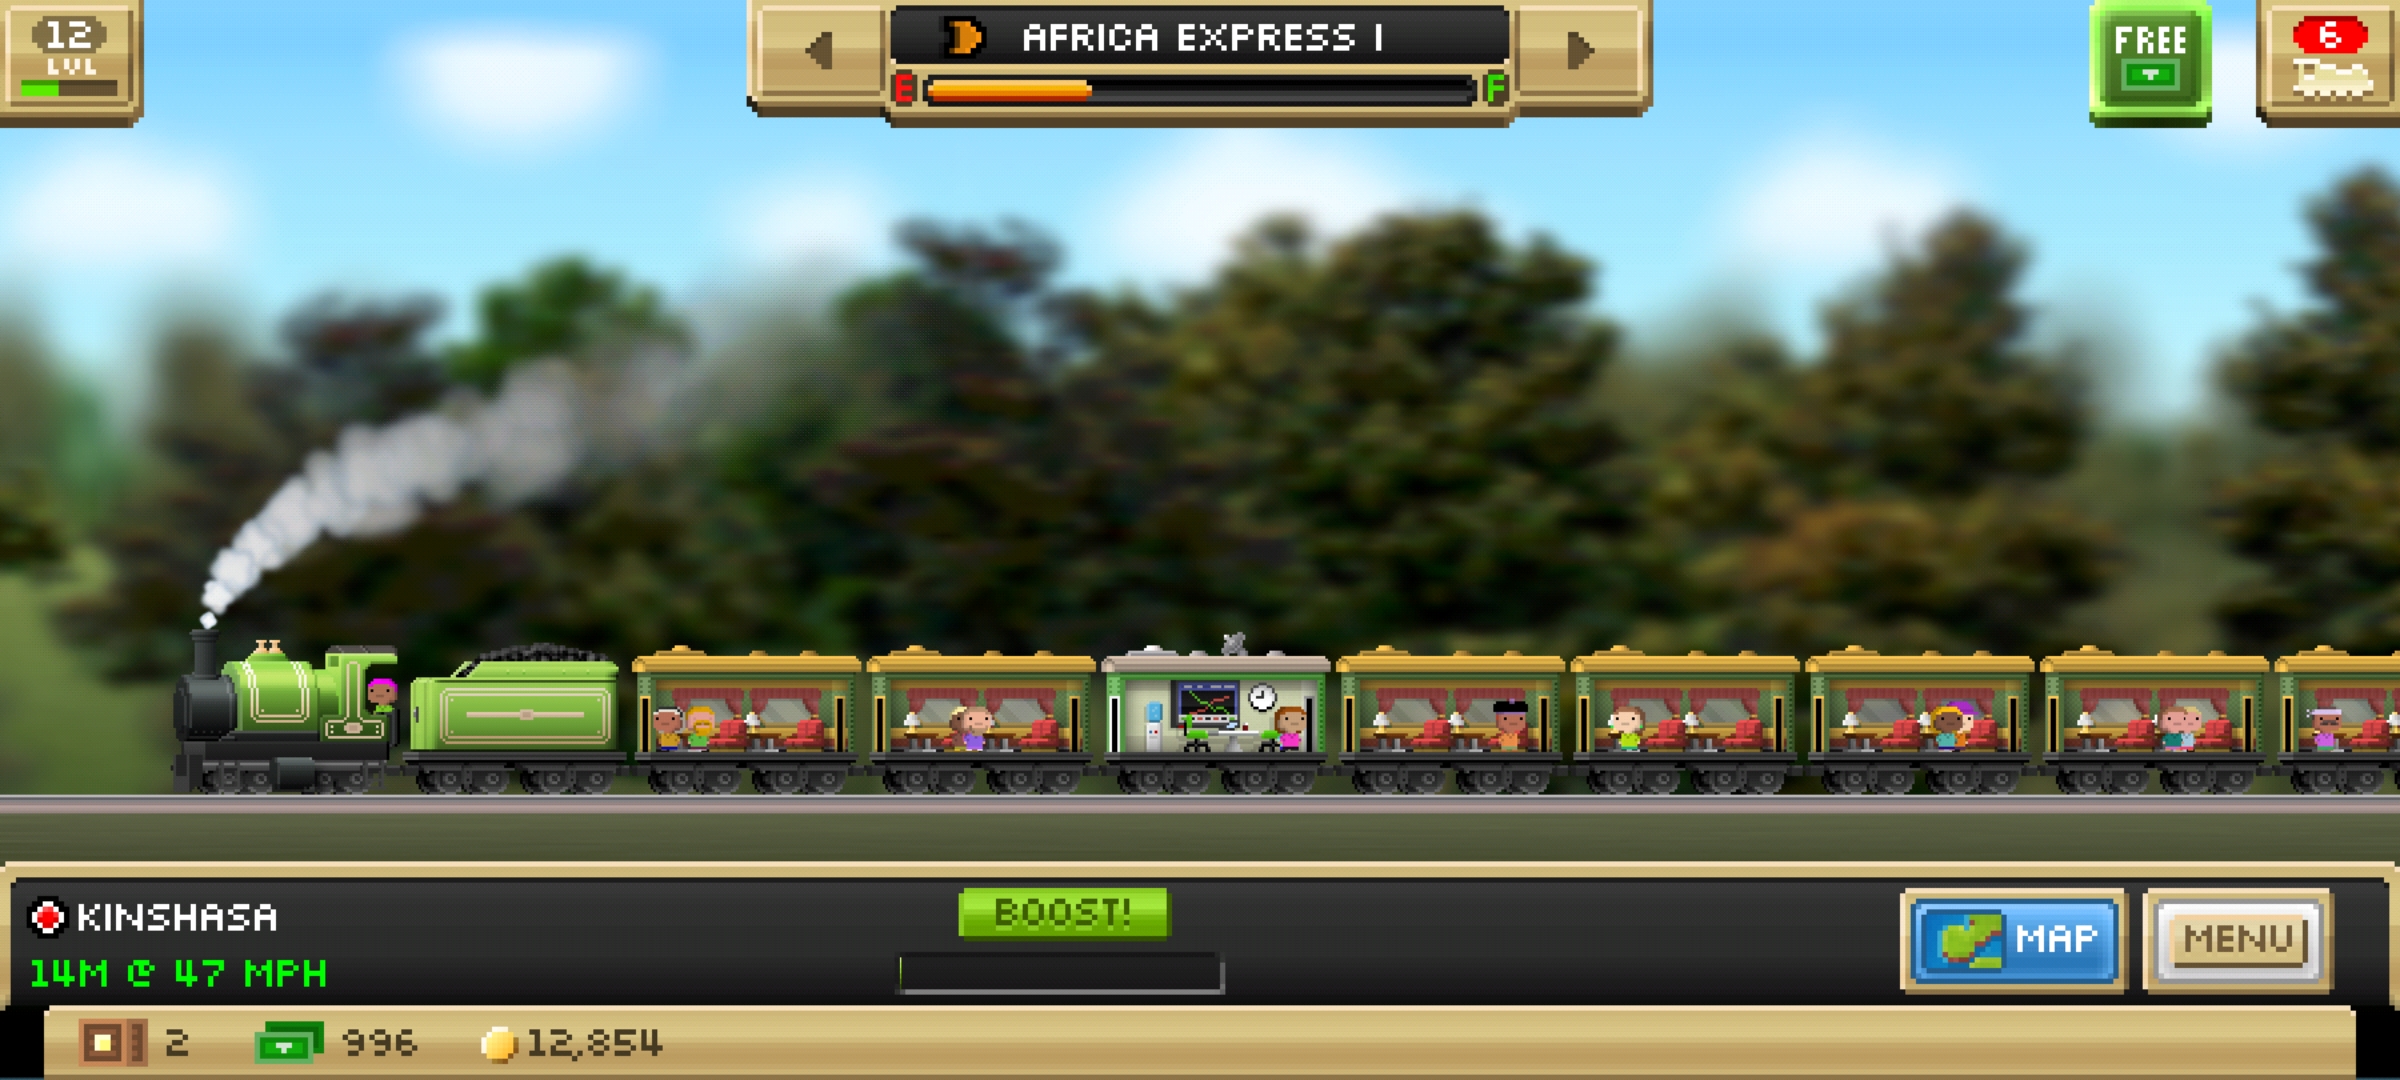 12
LVL
AFRICA EXPRESS I
E F
FREE
6
KINSHASA
14M @ 47 MPH
BOOST!
MAP
MENU
2 996 12,854